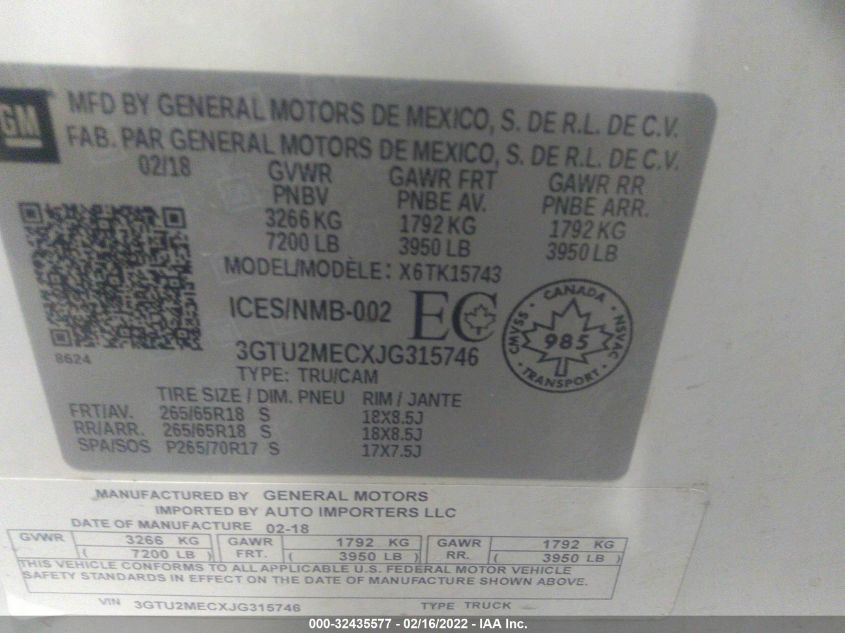 GM
MFD BY GENERAL MOTORS DE MEXICO, S. DE R.L. DE C.V.
FAB. PAR GENERAL MOTORS DE MEXICO, S. DE R.L. DE C.V.
02/18 GVWR GAWR FRT GAWR RR
PNBV PNBE AV. PNBE ARR.
3266 KG 1792 KG 1792 KG
7200 LB 3950 LB 3950 LB
MODEL/MODÈLE: X6TK15743
ICES/NMB-002 EC
CANADA
CMVSS 985 NSVAC
TRANSPORT
8624
3GTU2MECXJG315746
TYPE: TRU/CAM
TIRE SIZE / DIM. PNEU RIM / JANTE
FRT/AV. 265/65R18 S 18X8.5J
RR/ARR. 265/65R18 S 18X8.5J
SPA/SOS P265/70R17 S 17X7.5J
MANUFACTURED BY GENERAL MOTORS
IMPORTED BY AUTO IMPORTERS LLC
DATE OF MANUFACTURE 02-18
GVWR 3266 KG GAWR 1792 KG GAWR 1792 KG
( 7200 LB ) FRT. ( 3950 LB ) RR. ( 3950 LB )
THIS VEHICLE CONFORMS TO ALL APPLICABLE U.S. FEDERAL MOTOR VEHICLE
SAFETY STANDARDS IN EFFECT ON THE DATE OF MANUFACTURE SHOWN ABOVE.
VIN 3GTU2MECXJG315746 TYPE TRUCK
000-32435577 - 02/16/2022 - IAA Inc.